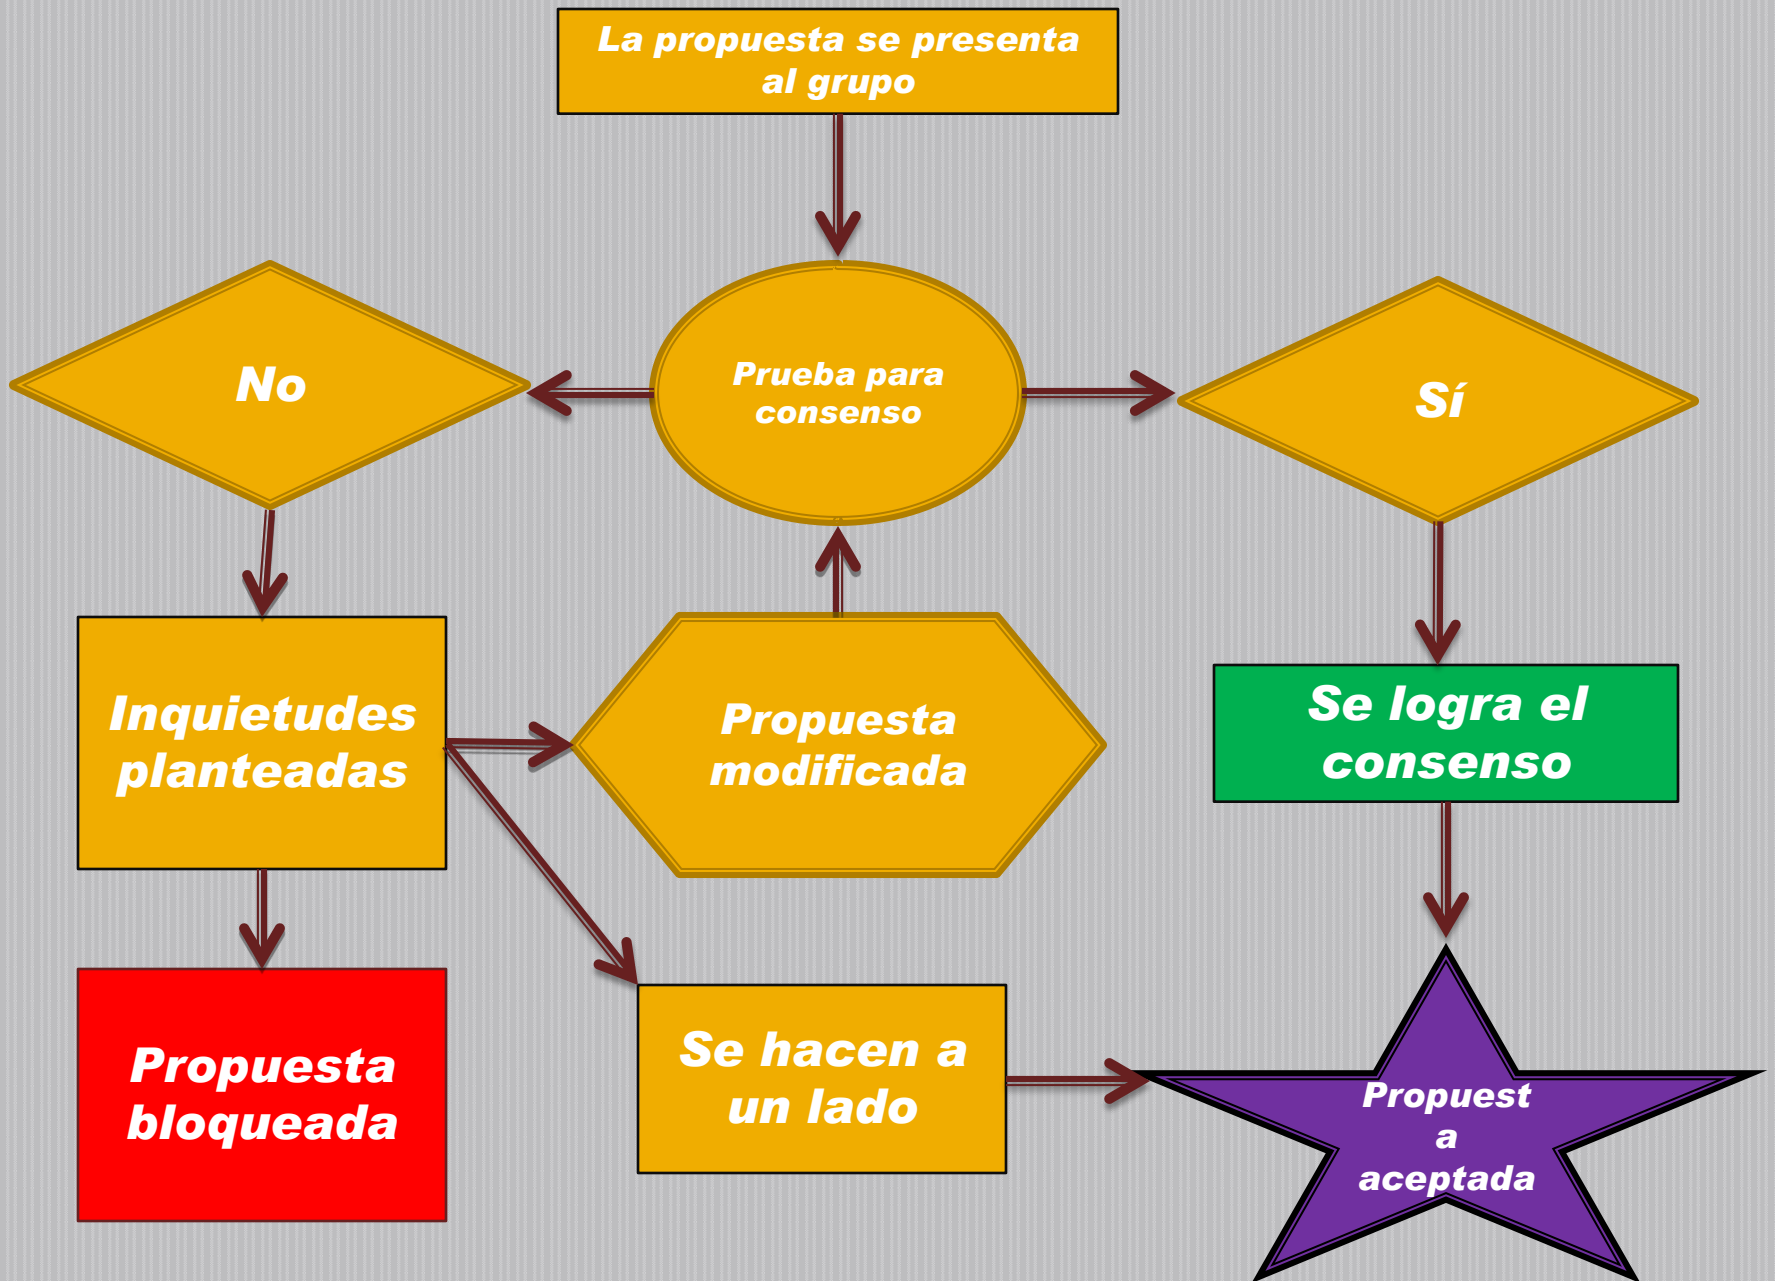 La propuesta se presenta
al grupo
No
Prueba para
consenso
Sí
Inquietudes
planteadas
Propuesta
modificada
Se logra el
consenso
Propuesta
bloqueada
Se hacen a
un lado
Propuest
a
aceptada